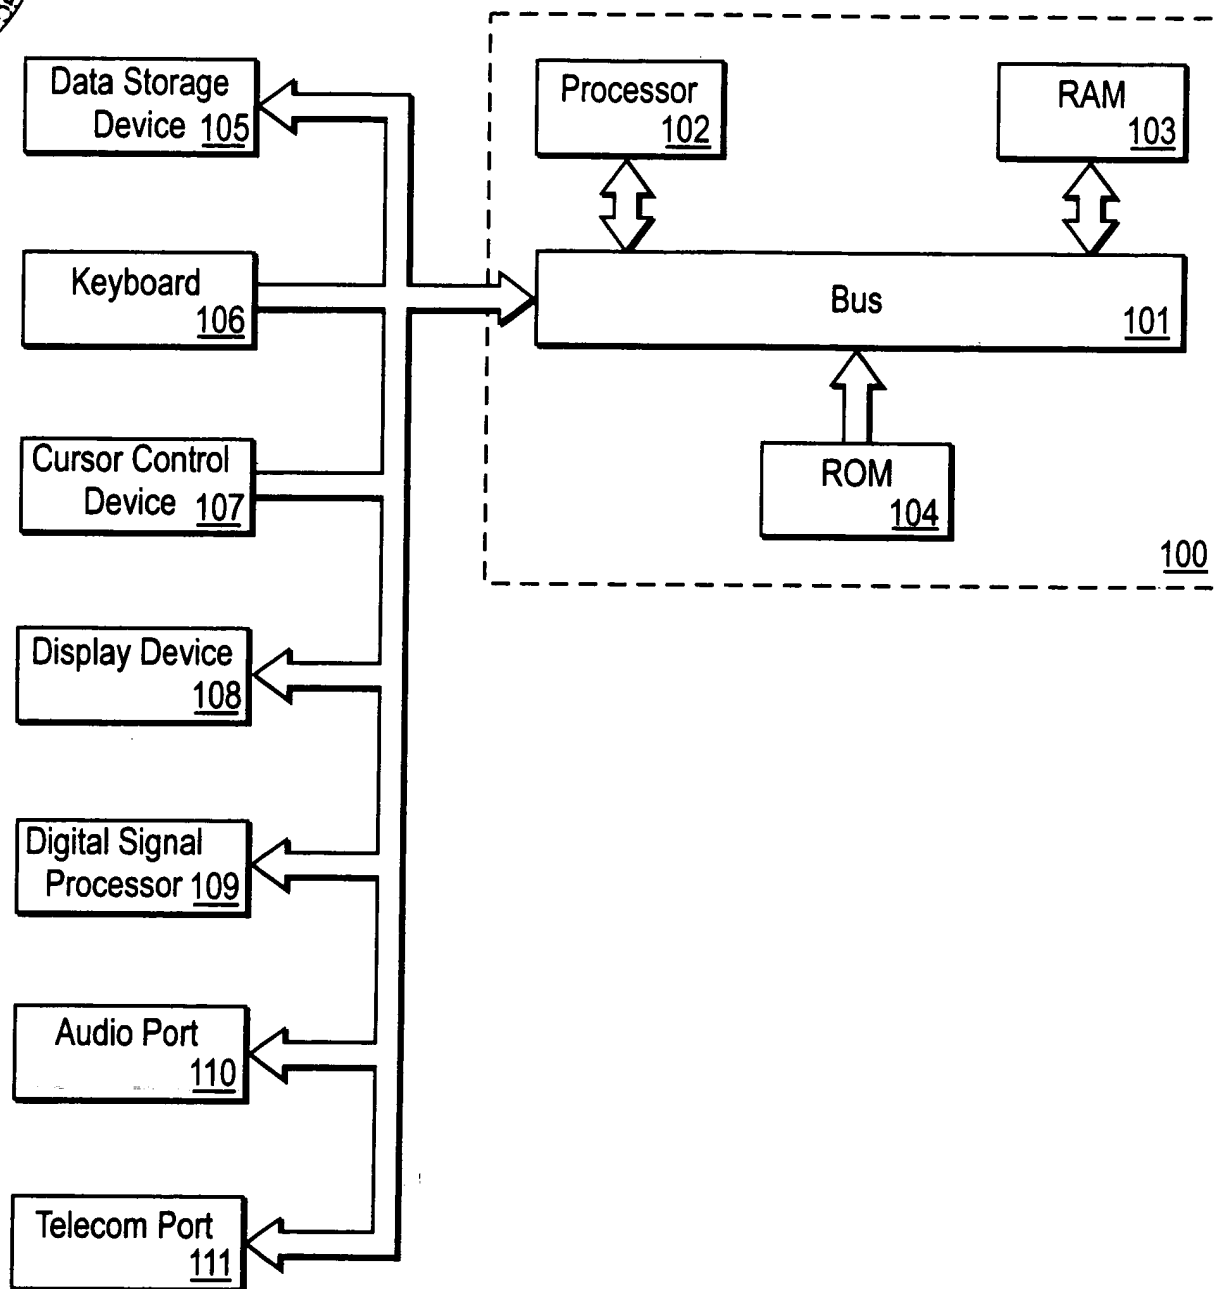 Data Storage
Device 105
Processor
102
RAM
103
Keyboard
106
Bus
101
Cursor Control
Device 107
ROM
104
100
Display Device
108
Digital Signal
Processor 109
Audio Port
110
Telecom Port
111